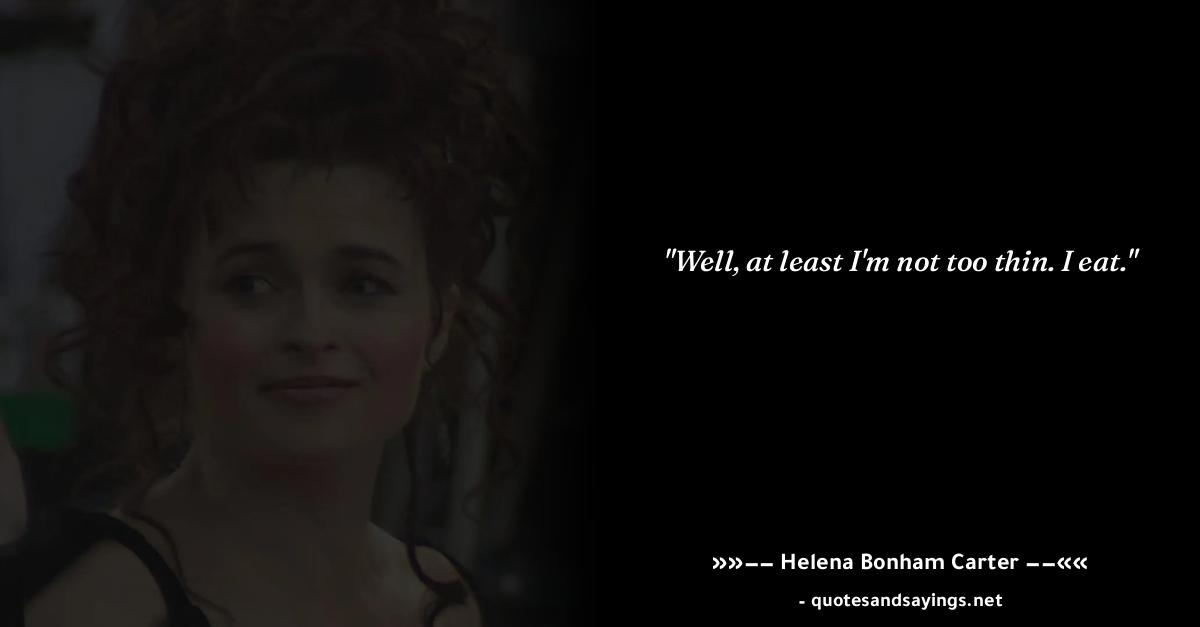 "Well, at least I'm not too thin. I eat."
»»−− Helena Bonham Carter −−««
- quotesandsayings.net